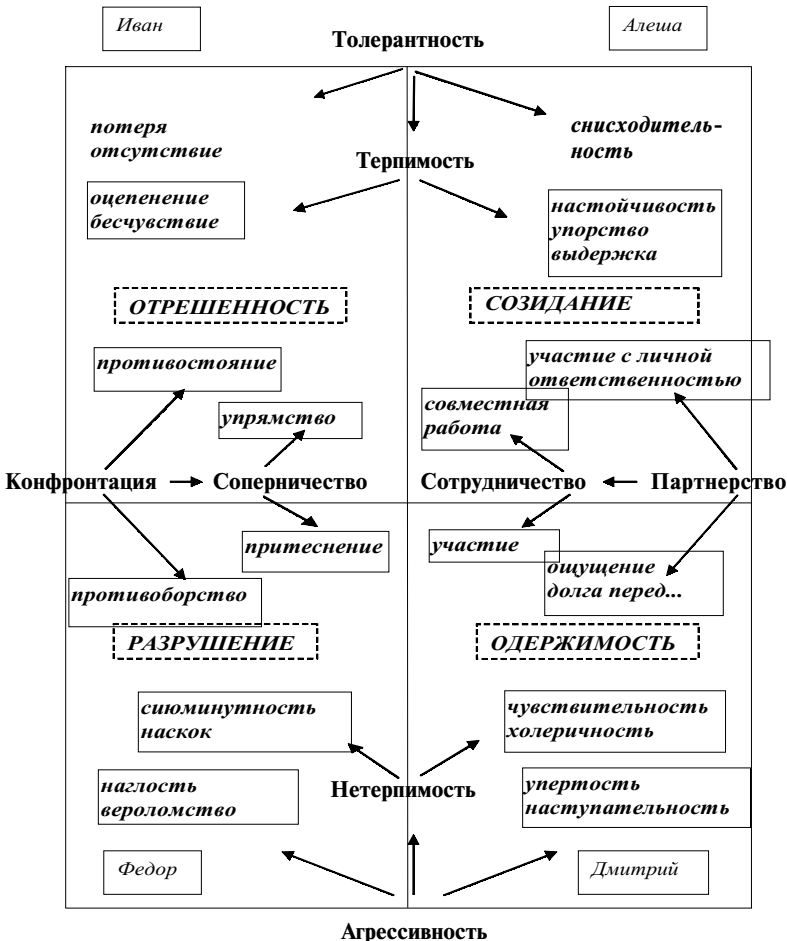 Иван
Алеша
Толерантность
потеря
отсутствие
снисходитель-
ность
Терпимость
оцепенение
бесчувствие
настойчивость
упорство
выдержка
ОТРЕШЕННОСТЬ
СОЗИДАНИЕ
противостояние
участие с личной
ответственностью
упрямство
совместная
работа
Конфронтация
Соперничество
Сотрудничество
Партнерство
притеснение
участие
ощущение
долга перед...
противоборство
РАЗРУШЕНИЕ
ОДЕРЖИМОСТЬ
сиюминутность
наскок
чувствительность
холеричность
Нетерпимость
наглость
вероломство
упертость
наступательность
Федор
Дмитрий
Агрессивность